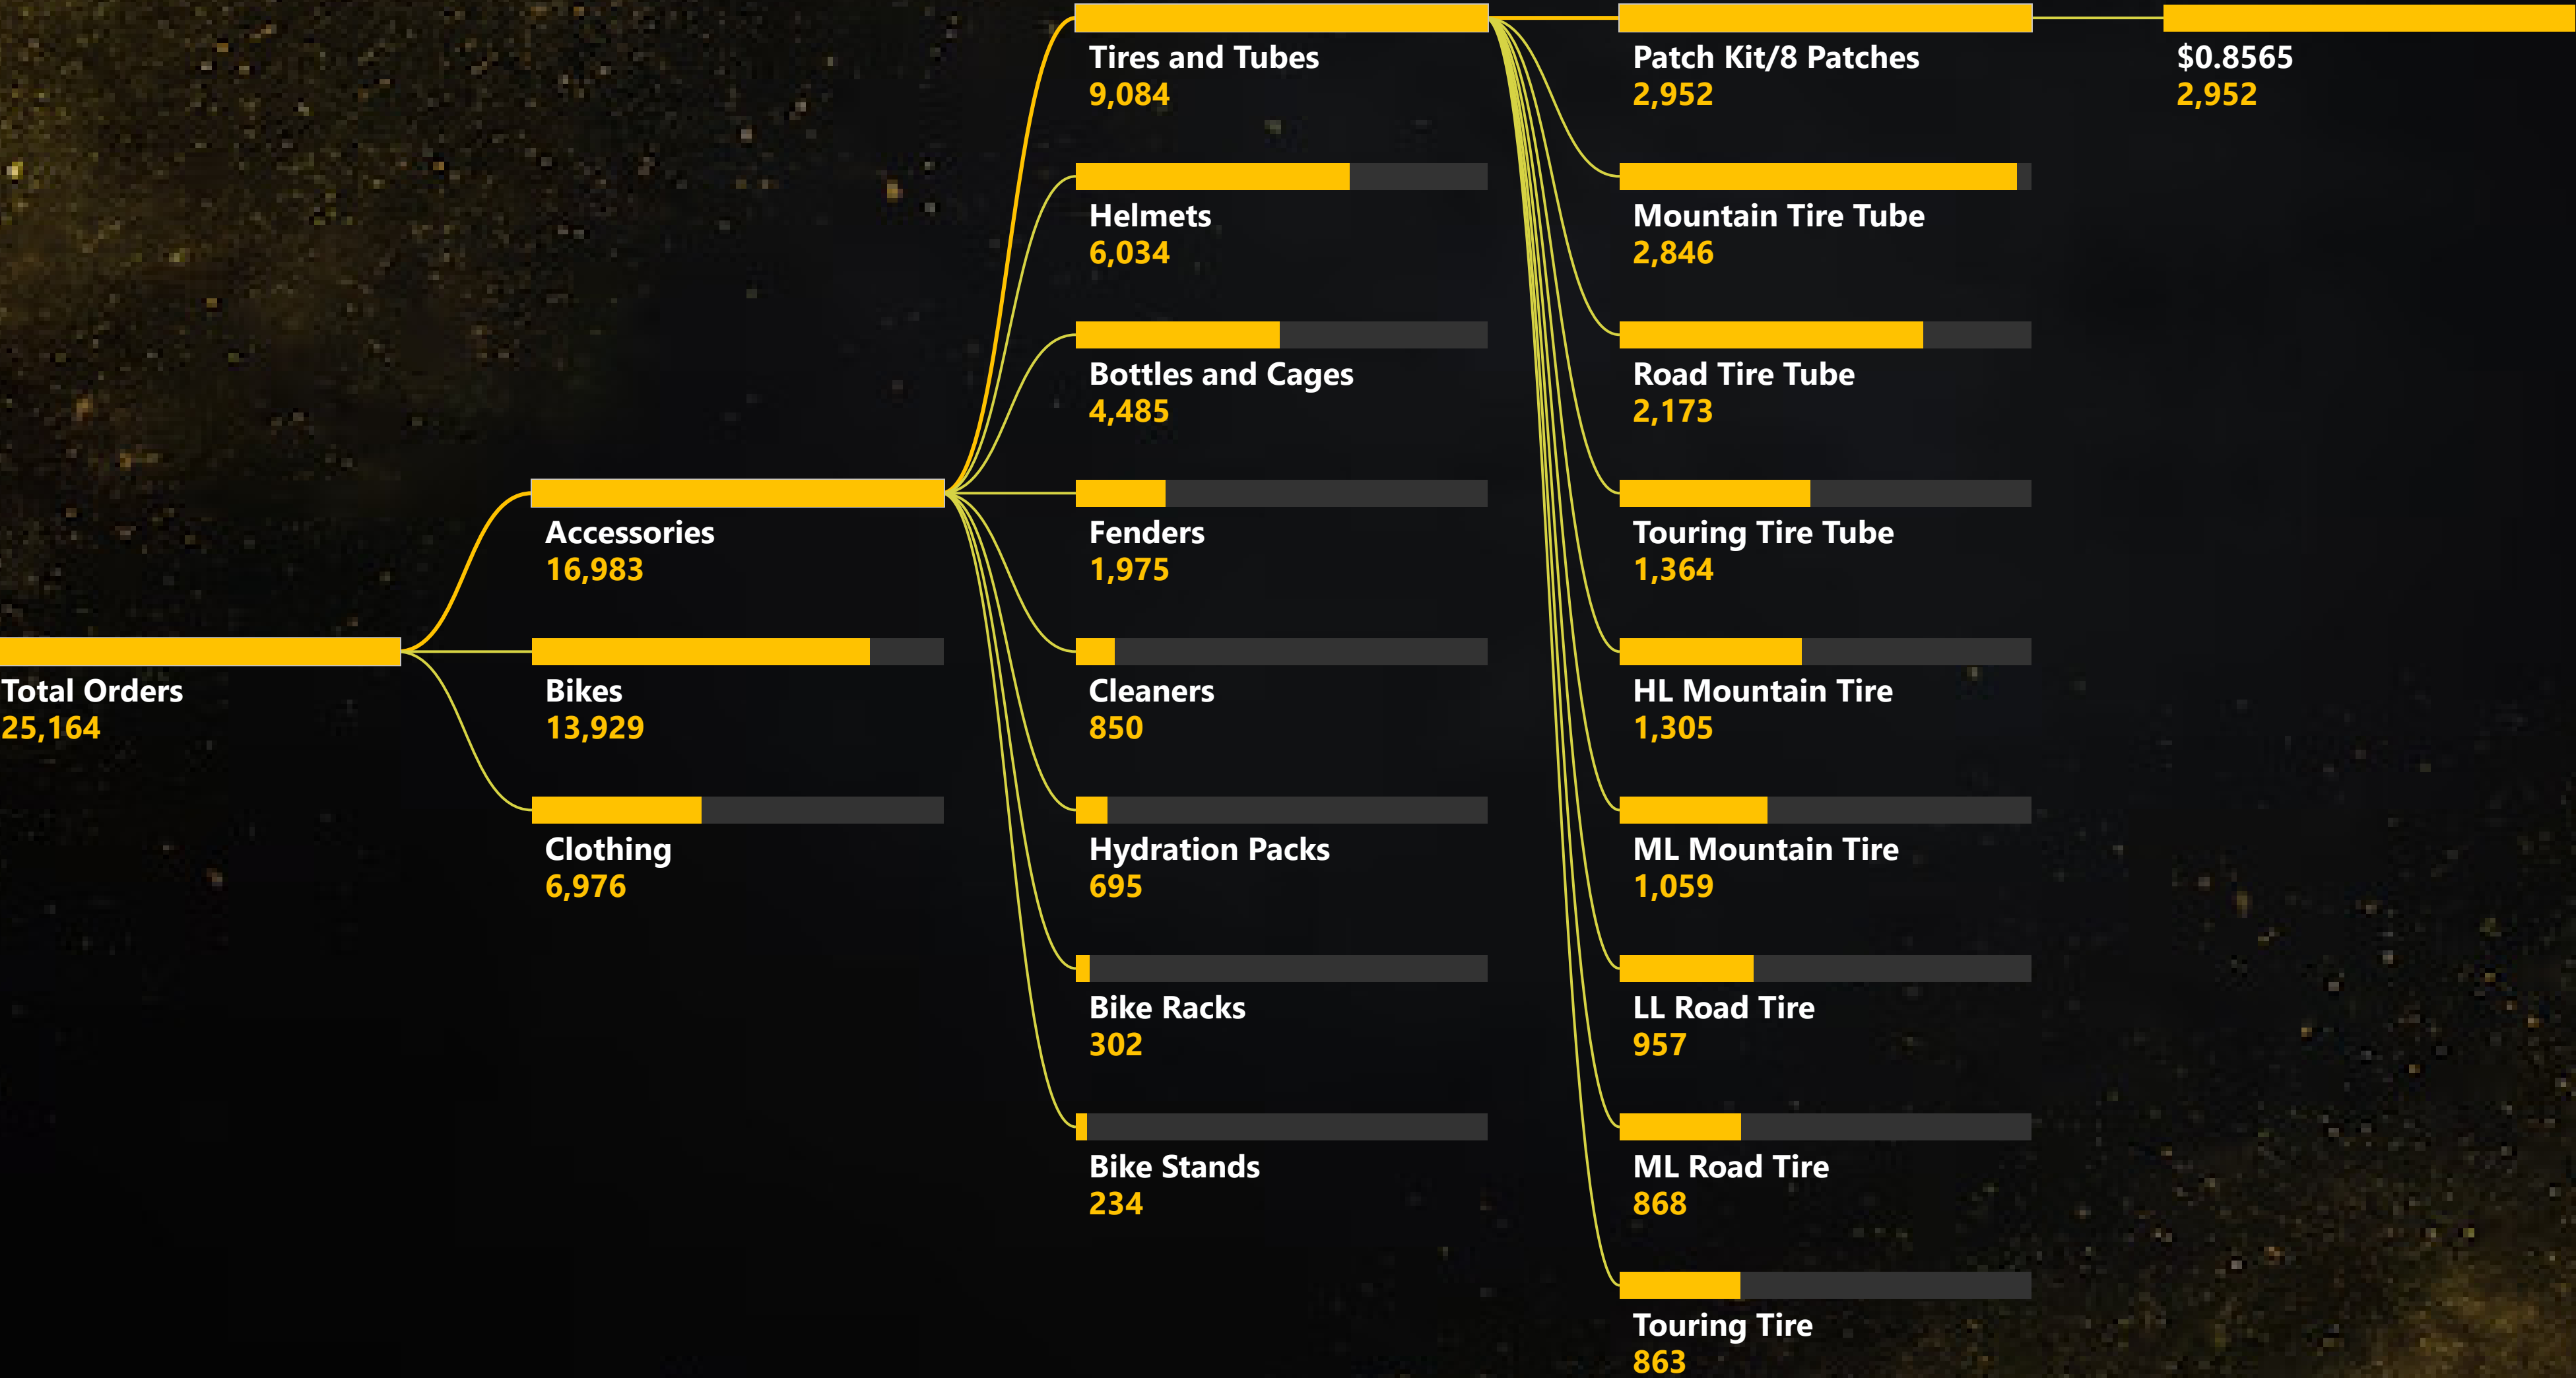 Total Orders
25,164
Accessories
16,983
Bikes
13,929
Clothing
6,976
Tires and Tubes
9,084
Helmets
6,034
Bottles and Cages
4,485
Fenders
1,975
Cleaners
850
Hydration Packs
695
Bike Racks
302
Bike Stands
234
Patch Kit/8 Patches
2,952
Mountain Tire Tube
2,846
Road Tire Tube
2,173
Touring Tire Tube
1,364
HL Mountain Tire
1,305
ML Mountain Tire
1,059
LL Road Tire
957
ML Road Tire
868
Touring Tire
863
$0.8565
2,952